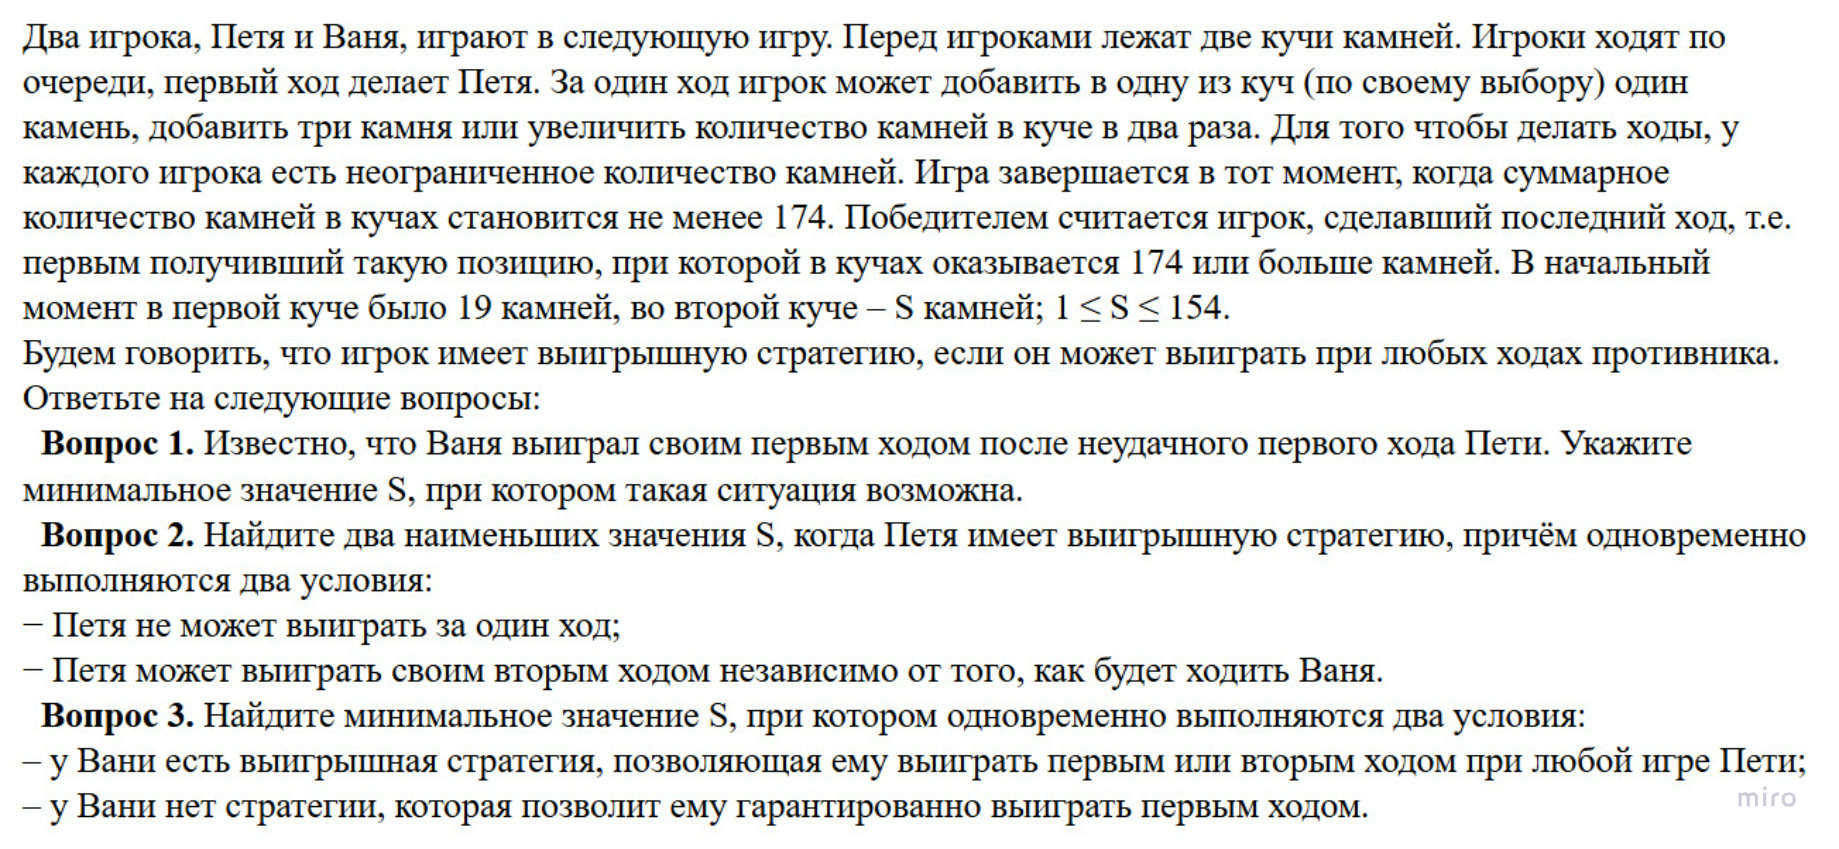 Два игрока, Петя и Ваня, играют в следующую игру. Перед игроками лежат две кучи камней. Игроки ходят по
очереди, первый ход делает Петя. За один ход игрок может добавить в одну из куч (по своему выбору) один
камень, добавить три камня или увеличить количество камней в куче в два раза. Для того чтобы делать ходы, у
каждого игрока есть неограниченное количество камней. Игра завершается в тот момент, когда суммарное
количество камней в кучах становится не менее 174. Победителем считается игрок, сделавший последний ход, т.е.
первым получивший такую позицию, при которой в кучах оказывается 174 или больше камней. В начальный
момент в первой куче было 19 камней, во второй куче – S камней; 1 ≤ S ≤ 154.
Будем говорить, что игрок имеет выигрышную стратегию, если он может выиграть при любых ходах противника.
Ответьте на следующие вопросы:
Вопрос 1. Известно, что Ваня выиграл своим первым ходом после неудачного первого хода Пети. Укажите
минимальное значение S, при котором такая ситуация возможна.
Вопрос 2. Найдите два наименьших значения S, когда Петя имеет выигрышную стратегию, причём одновременно
выполняются два условия:
− Петя не может выиграть за один ход;
− Петя может выиграть своим вторым ходом независимо от того, как будет ходить Ваня.
Вопрос 3. Найдите минимальное значение S, при котором одновременно выполняются два условия:
– у Вани есть выигрышная стратегия, позволяющая ему выиграть первым или вторым ходом при любой игре Пети;
– у Вани нет стратегии, которая позволит ему гарантированно выиграть первым ходом.
miro